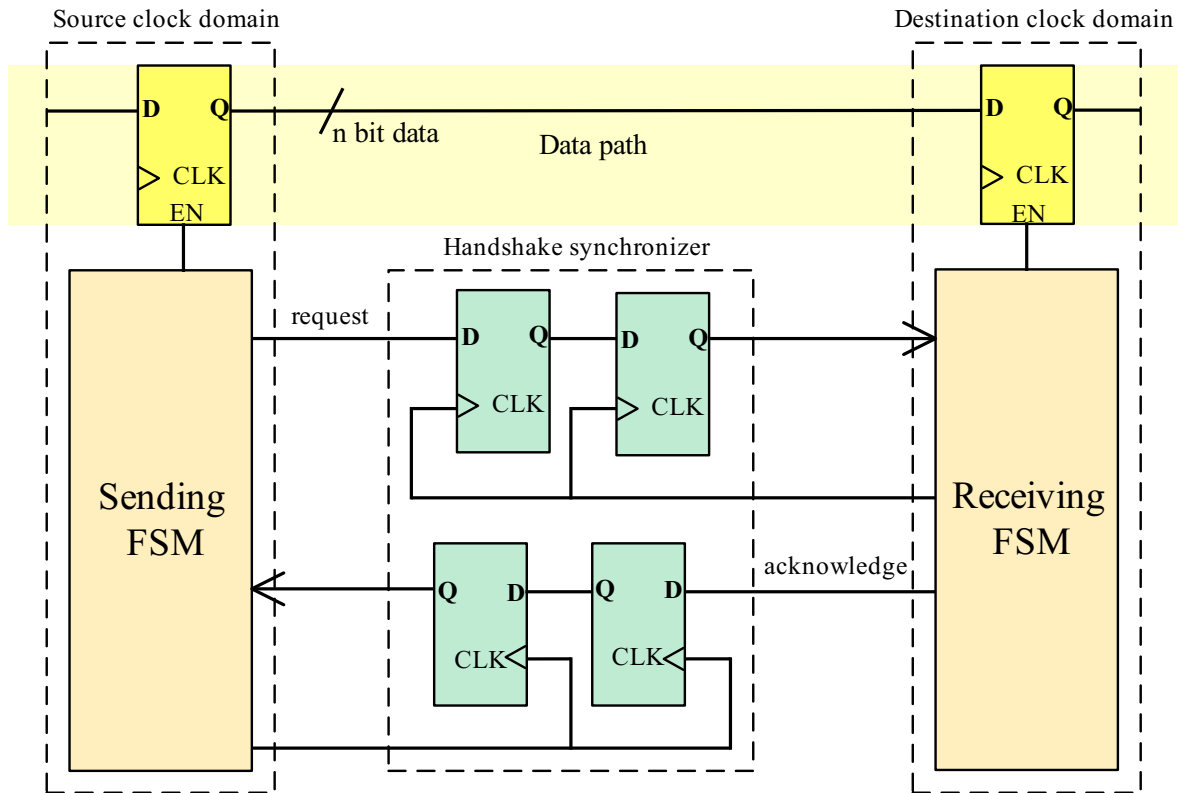 Source clock domain
Destination clock domain
D Q
n bit data
Data path
D Q
CLK
EN
CLK
EN
Handshake synchronizer
request
D Q
D Q
CLK
CLK
Sending
FSM
Receiving
FSM
acknowledge
Q D
Q D
CLK
CLK